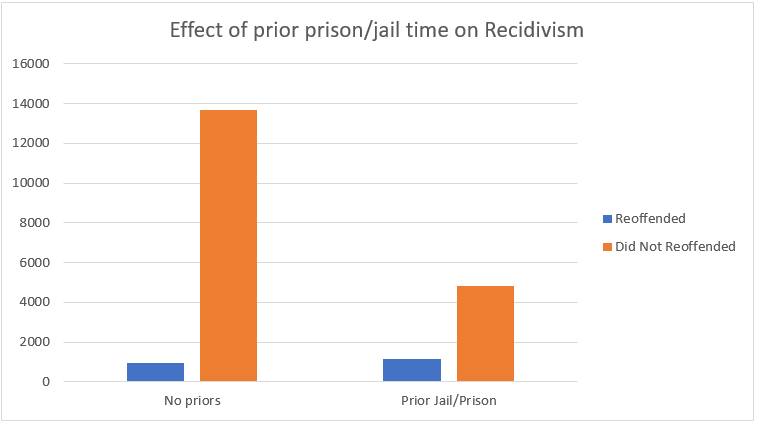 Effect of prior prison/jail time on Recidivism
16000
14000
12000
10000
8000
6000
4000
2000
0
No priors
Prior Jail/Prison
Reoffended
Did Not Reoffended